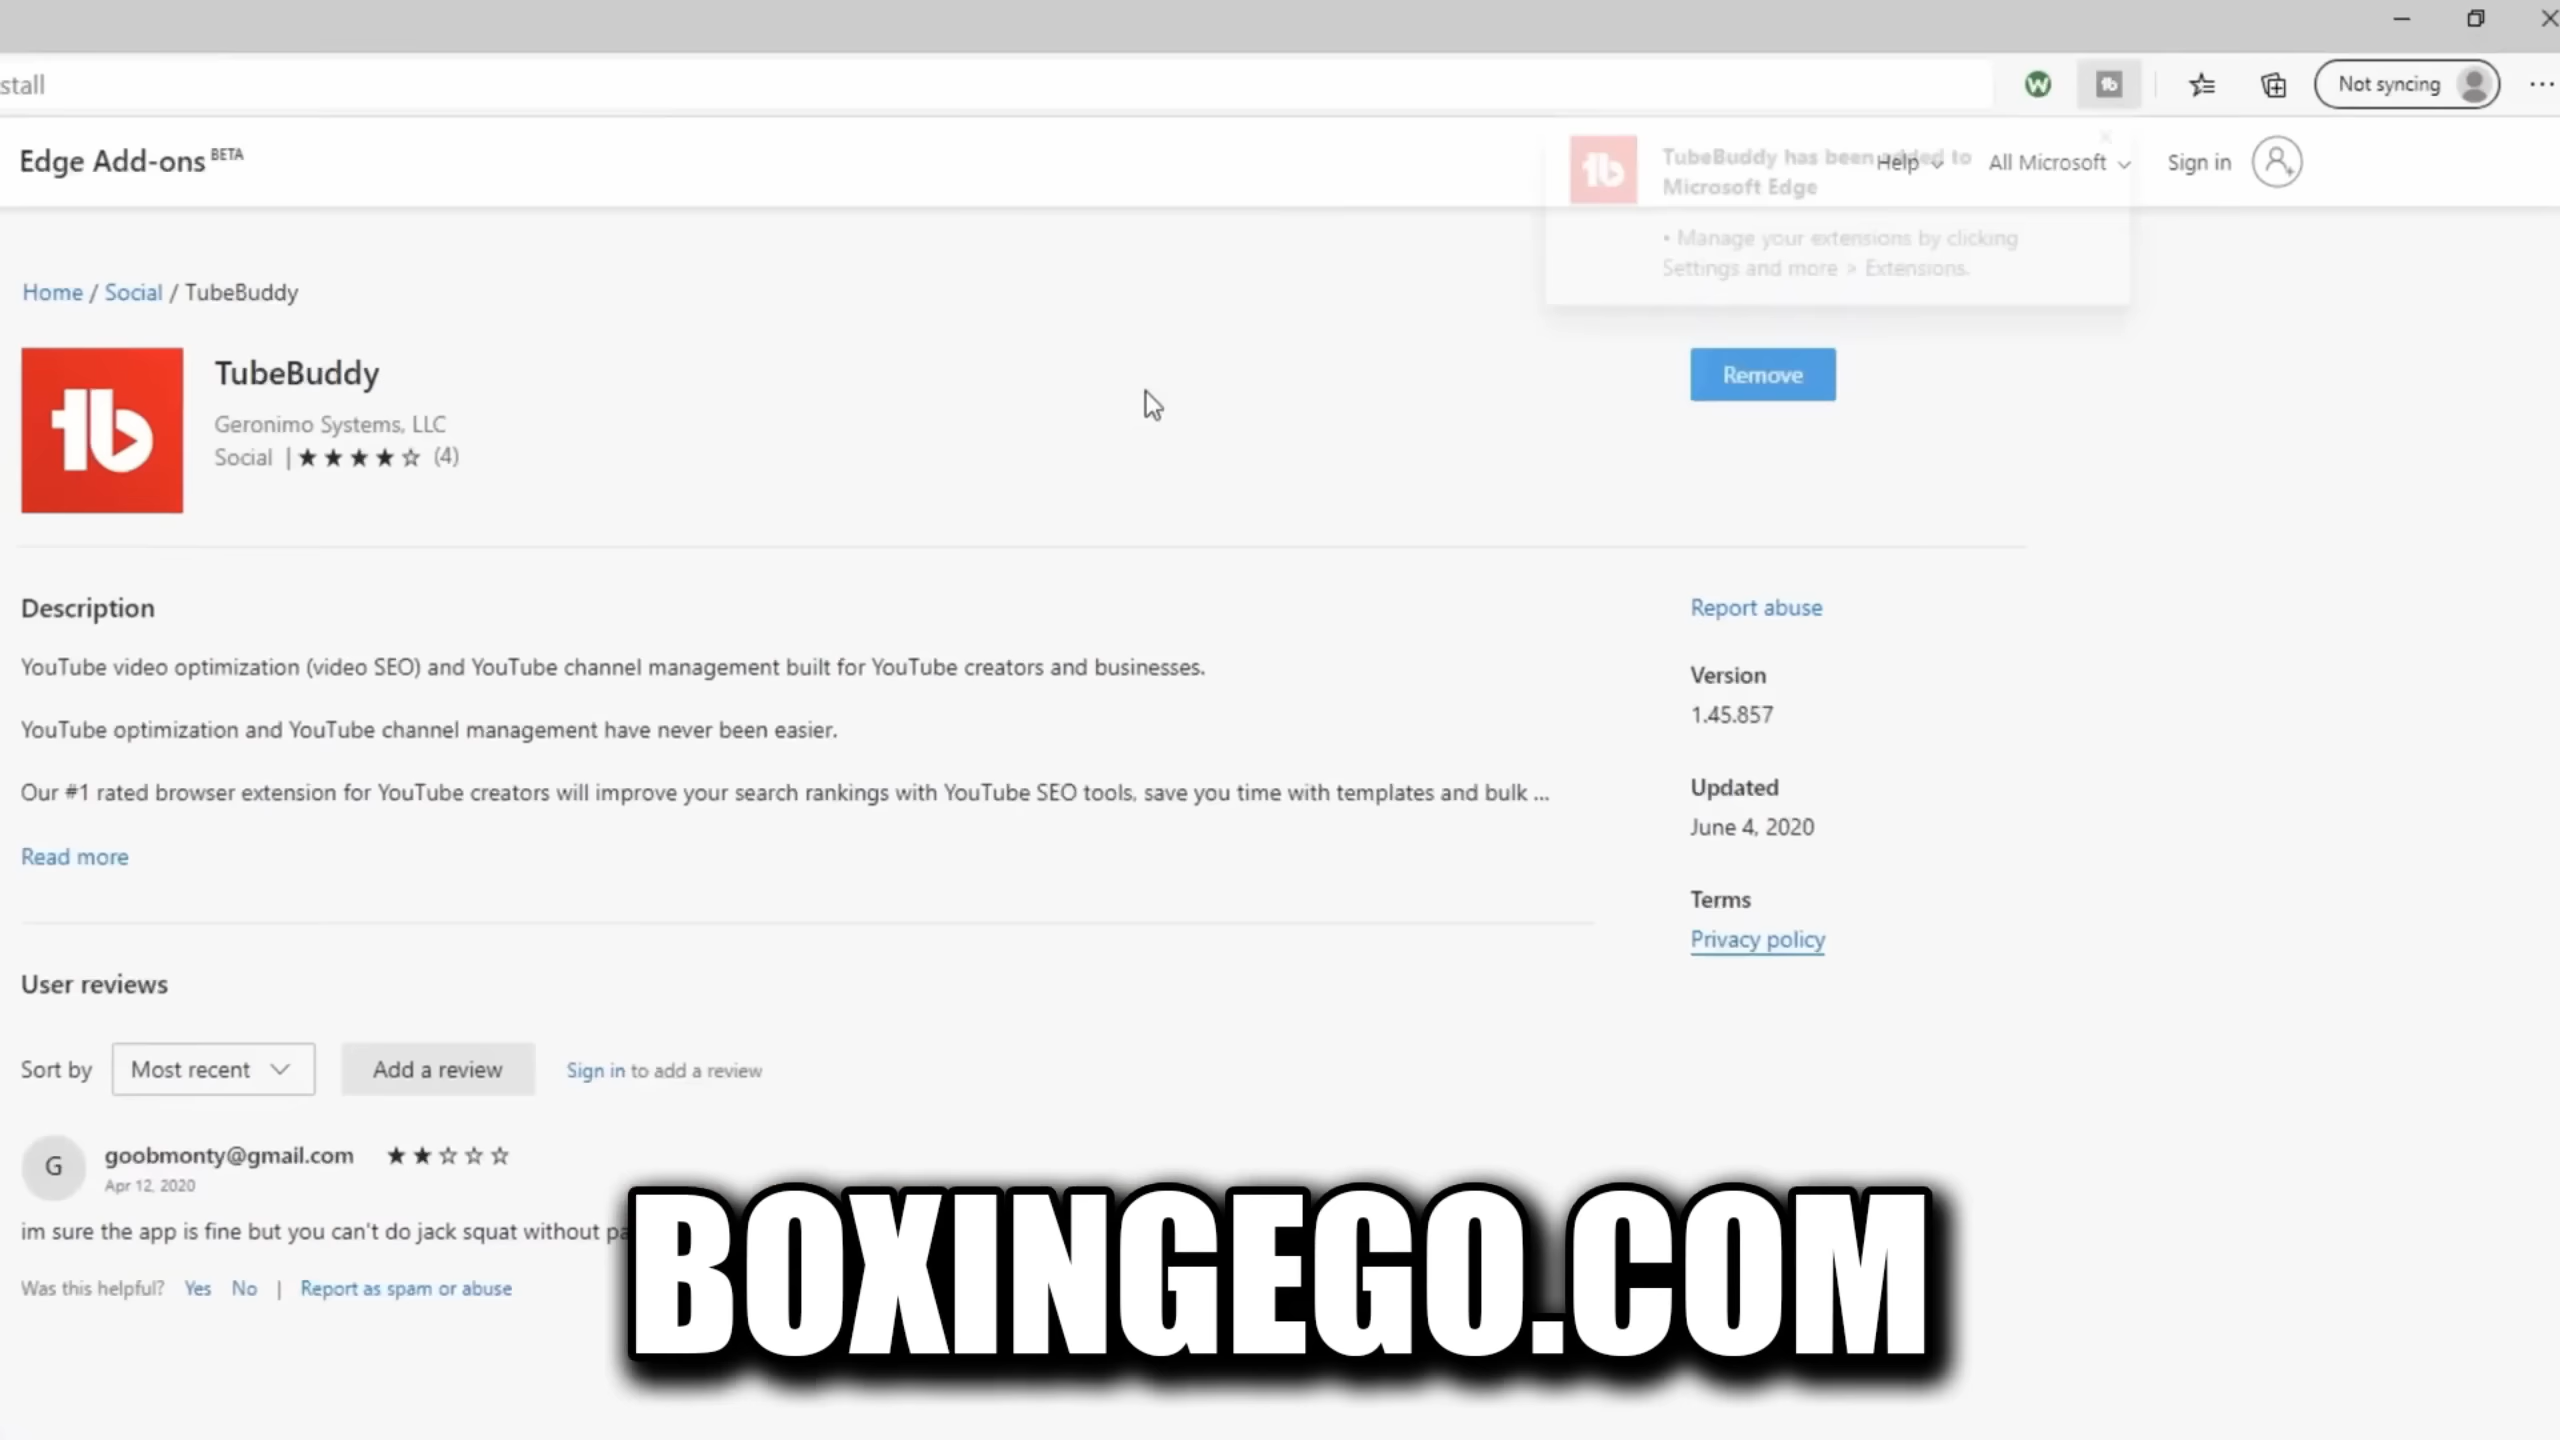 stall
Not syncing
Edge Add-ons BETA
TubeBuddy has been added to
Microsoft Edge
Help
All Microsoft
Sign in
• Manage your extensions by clicking
Settings and more > Extensions.
Home / Social / TubeBuddy
TubeBuddy
Remove
Geronimo Systems, LLC
Social | ★★★★☆ (4)
Description
Report abuse
YouTube video optimization (video SEO) and YouTube channel management built for YouTube creators and businesses.
Version
1.45.857
YouTube optimization and YouTube channel management have never been easier.
Updated
June 4, 2020
Our #1 rated browser extension for YouTube creators will improve your search rankings with YouTube SEO tools, save you time with templates and bulk ...
Read more
Terms
Privacy policy
User reviews
Sort by
Most recent
Add a review
Sign in to add a review
G
goobmonty@gmail.com ★★☆☆☆
Apr 12, 2020
im sure the app is fine but you can't do jack squat without pa
Was this helpful? Yes No | Report as spam or abuse
BOXINGEGO.COM